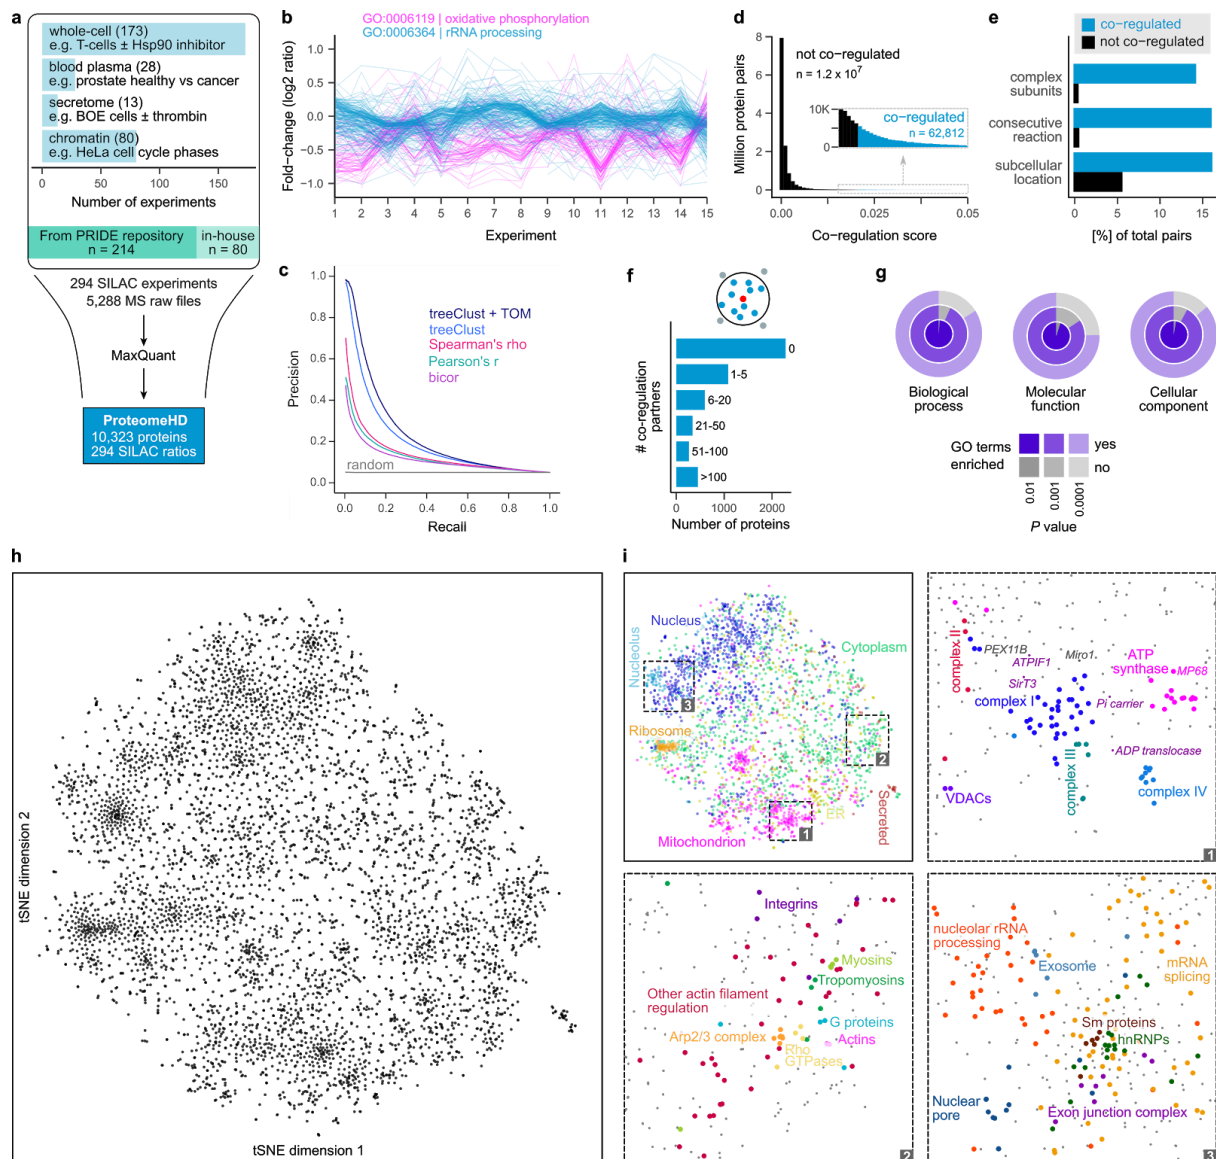 a
whole-cell (173)
e.g. T-cells ± Hsp90 inhibitor
blood plasma (28)
e.g. prostate healthy vs cancer
secretome (13)
e.g. BOE cells ± thrombin
chromatin (80)
e.g. HeLa cell cycle phases
0 50 100 150
Number of experiments
From PRIDE repository
n = 214
in-house
n = 80
294 SILAC experiments
5,288 MS raw files
MaxQuant
ProteomeHD
10,323 proteins
294 SILAC ratios
b
GO:0006119 | oxidative phosphorylation
GO:0006364 | rRNA processing
Fold−change (log2 ratio)
1.0
0.5
0.0
−0.5
−1.0
1 2 3 4 5 6 7 8 9 10 11 12 13 14 15
Experiment
c
Precision
1.0
0.8
0.6
0.4
0.2
0.0
treeClust + TOM
treeClust
Spearman's rho
Pearson's r
bicor
random
0.0 0.2 0.4 0.6 0.8 1.0
Recall
d
Million protein pairs
8
6
4
2
0
not co-regulated
n = 1.2 x 10⁷
10K
0
co-regulated
n = 62,812
0.00 0.025 0.05
Co-regulation score
e
co-regulated
not co-regulated
complex
subunits
consecutive
reaction
subcellular
location
0 5 10 15
[%] of total pairs
f
# co-regulation
partners
0
1-5
6-20
21-50
51-100
>100
0 1000 2000
Number of proteins
g
Biological
process
Molecular
function
Cellular
component
GO terms
enriched
yes
no
0.01
0.001
0.0001
P value
h
tSNE dimension 2
tSNE dimension 1
i
Nucleus
Nucleolus
Cytoplasm
3
Ribosome
2
ER
Secreted
Mitochondrion
1
complex II
PEX11B
ATPIF1
Miro1
SirT3
complex I
ATP
synthase
MP68
Pi carrier
ADP translocase
complex III
complex IV
VDACs
1
Integrins
Myosins
Tropomyosins
Other actin filament
regulation
G proteins
Arp2/3 complex
Actins
Rho
GTPases
2
nucleolar rRNA
processing
Exosome
mRNA
splicing
Sm proteins
hnRNPs
Nuclear
pore
Exon junction complex
3